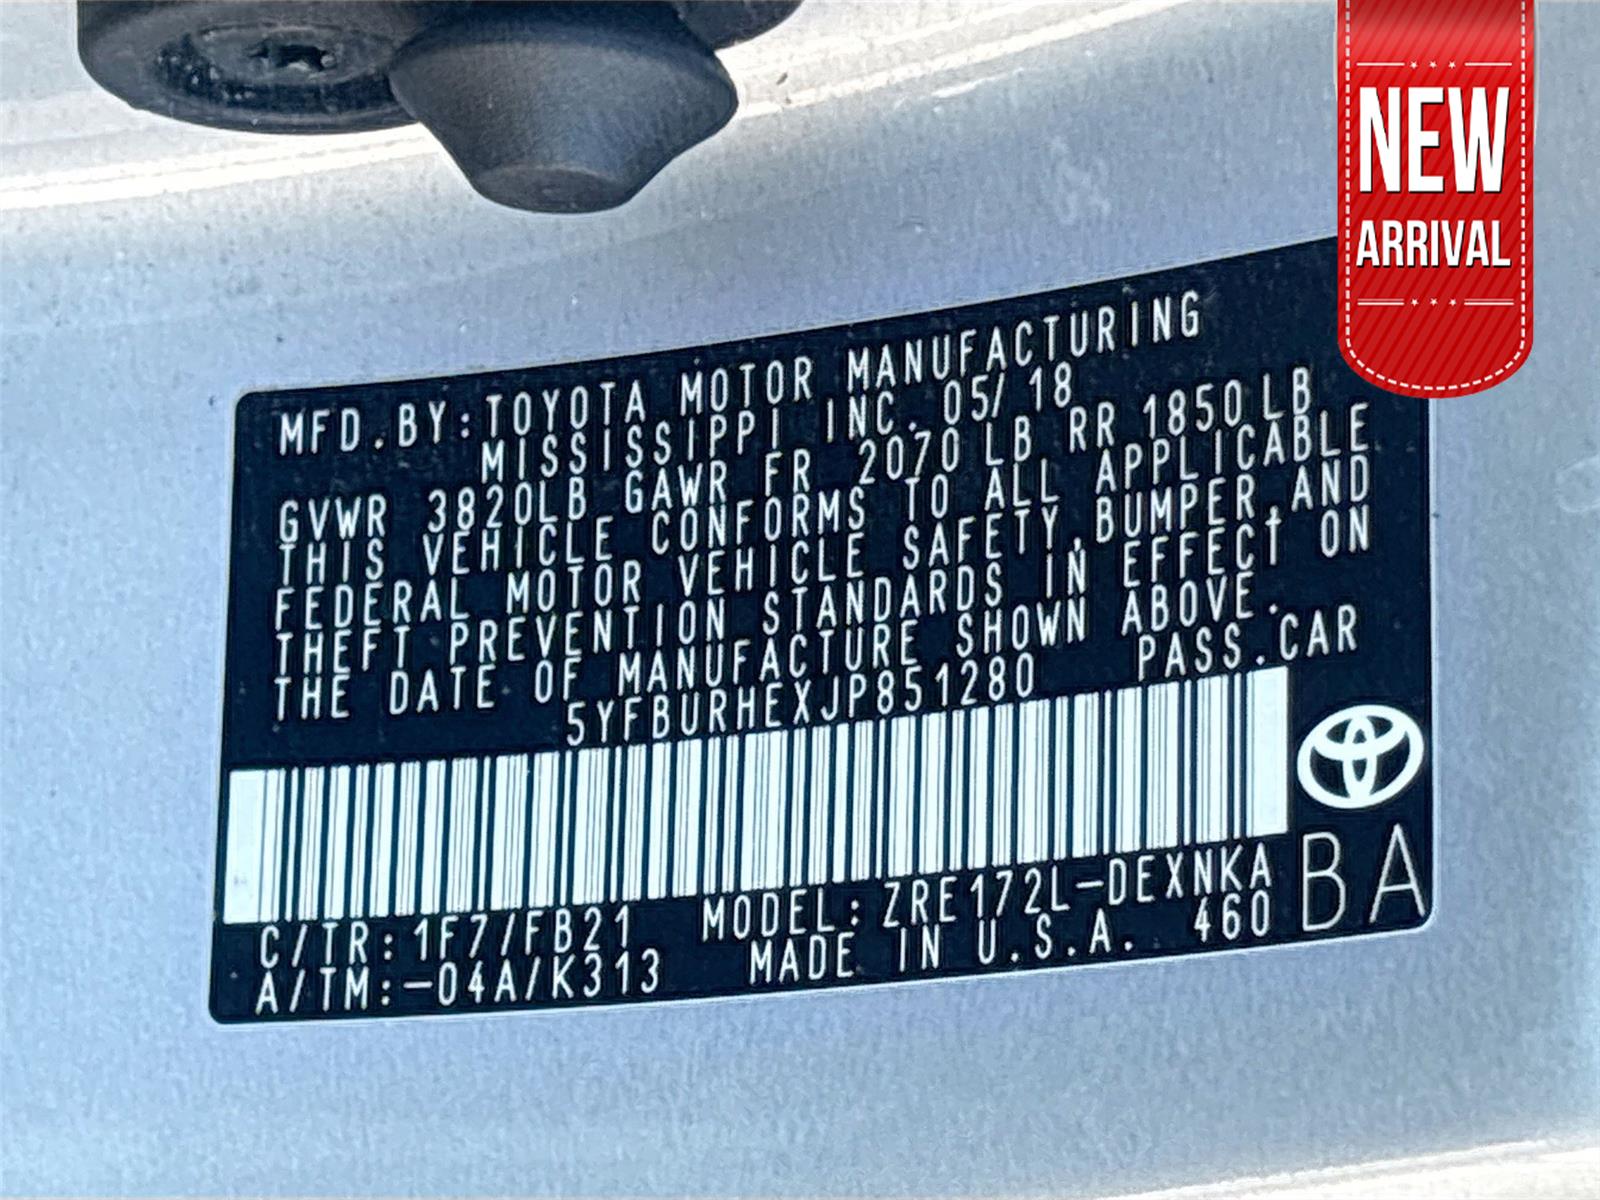 NEW
ARRIVAL
MFD.BY:TOYOTA MOTOR MANUFACTURING
MISSISSIPPI INC. 05/18
GVWR 3820LB GAWR FR 2070 LB RR 1850LB
THIS VEHICLE CONFORMS TO ALL APPLICABLE
FEDERAL MOTOR VEHICLE SAFETY,BUMPER,AND
THEFT PREVENTION STANDARDS IN EFFECT ON
THE DATE OF MANUFACTURE SHOWN ABOVE.
5YFBURHEXJP851280 PASS.CAR
C/TR:1F7/FB21 MODEL:ZRE172L-DEXNKA
A/TM:-04A/K313 MADE IN U.S.A. 460
BA